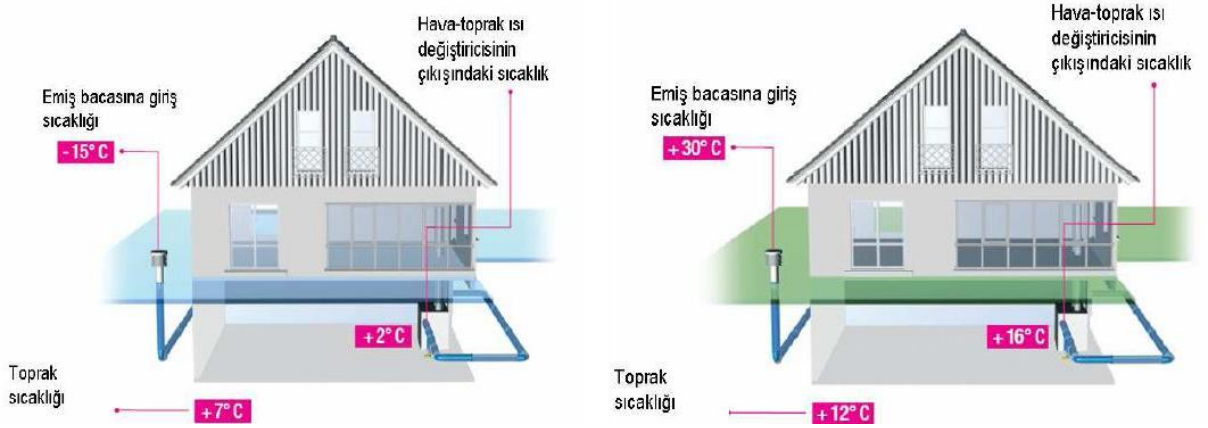 Hava-toprak ısı
değiştiricisinin
çıkışındaki sıcaklık
Emiş bacasına giriş
sıcaklığı
-15°C
+2°C
Toprak
sıcaklığı
+7°C
Hava-toprak ısı
değiştiricisinin
çıkışındaki sıcaklık
Emiş bacasına giriş
sıcaklığı
+30°C
+16°C
Toprak
sıcaklığı
+12°C